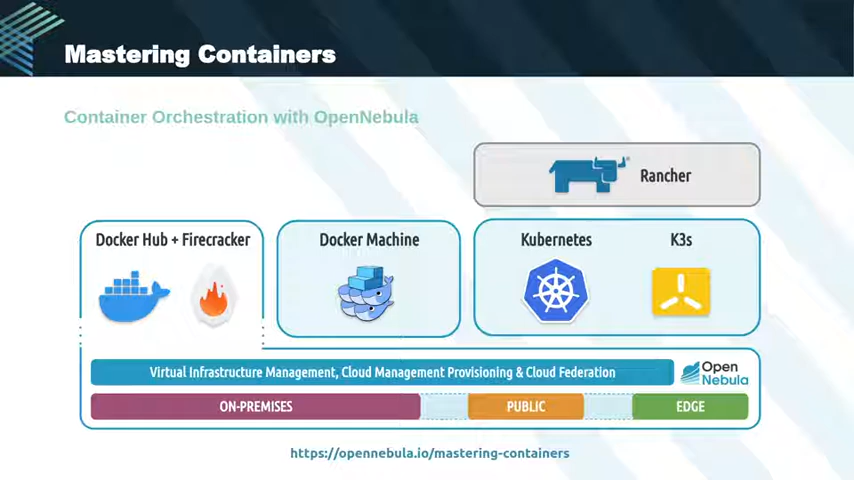 Mastering Containers
Container Orchestration with OpenNebula
Rancher
Docker Hub + Firecracker
Docker Machine
Kubernetes
K3s
Virtual Infrastructure Management, Cloud Management Provisioning & Cloud Federation
Open
Nebula
ON-PREMISES
PUBLIC
EDGE
https://opennebula.io/mastering-containers